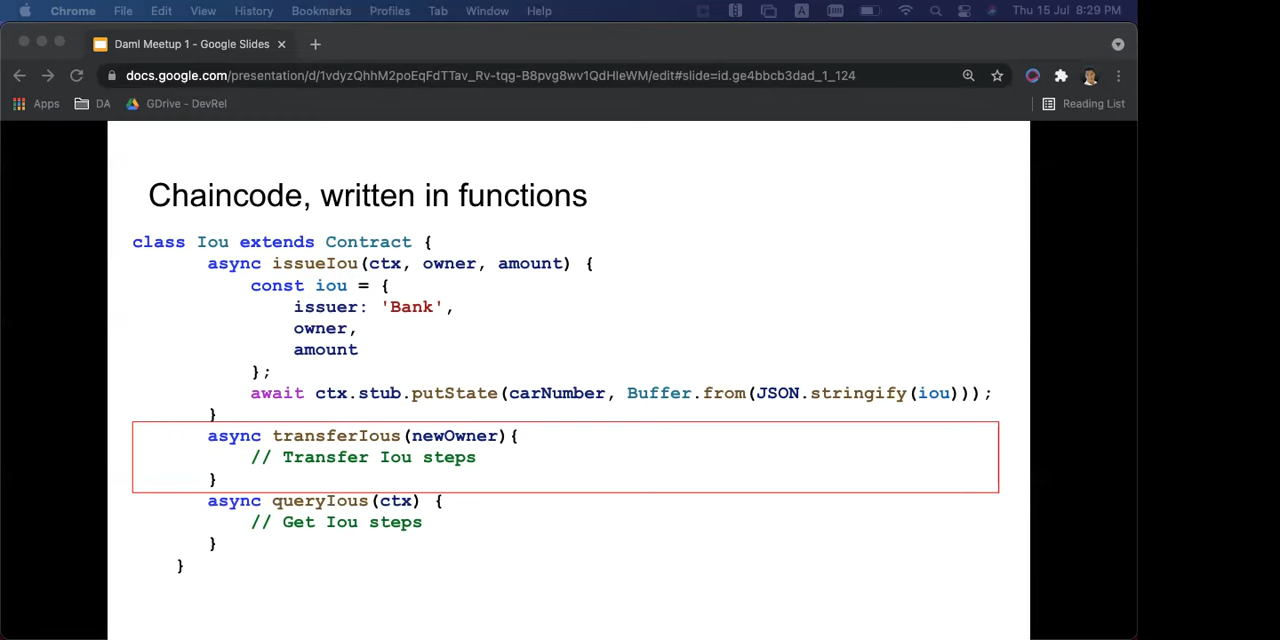 Chrome File Edit View History Bookmarks Profiles Tab Window Help Thu 15 Jul 8:29 PM
Daml Meetup 1 - Google Slides
docs.google.com/presentation/d/1vdyzQhhM2poEqFdTTav_Rv-tqg-B8pvg8wv1QdHleWM/edit#slide=id.ge4bbcb3dad_1_124
Apps DA GDrive - DevRel Reading List
Chaincode, written in functions
class Iou extends Contract {
async issueIou(ctx, owner, amount) {
const iou = {
issuer: 'Bank',
owner,
amount
};
await ctx.stub.putState(carNumber, Buffer.from(JSON.stringify(iou)));
}
async transferIous(newOwner){
// Transfer Iou steps
}
async queryIous(ctx) {
// Get Iou steps
}
}